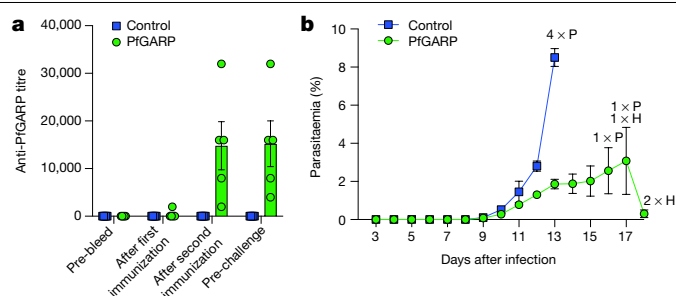 a
Control
PfGARP
40,000
30,000
20,000
10,000
0
Anti-PfGARP titre
Pre-bleed
After first
immunization
After second
immunization
Pre-challenge
b
Control
PfGARP
10
8
6
4
2
0
Parasitaemia (%)
4 × P
1 × P
1 × P
1 × H
2 × H
3
5
7
9
11
13
15
17
Days after infection